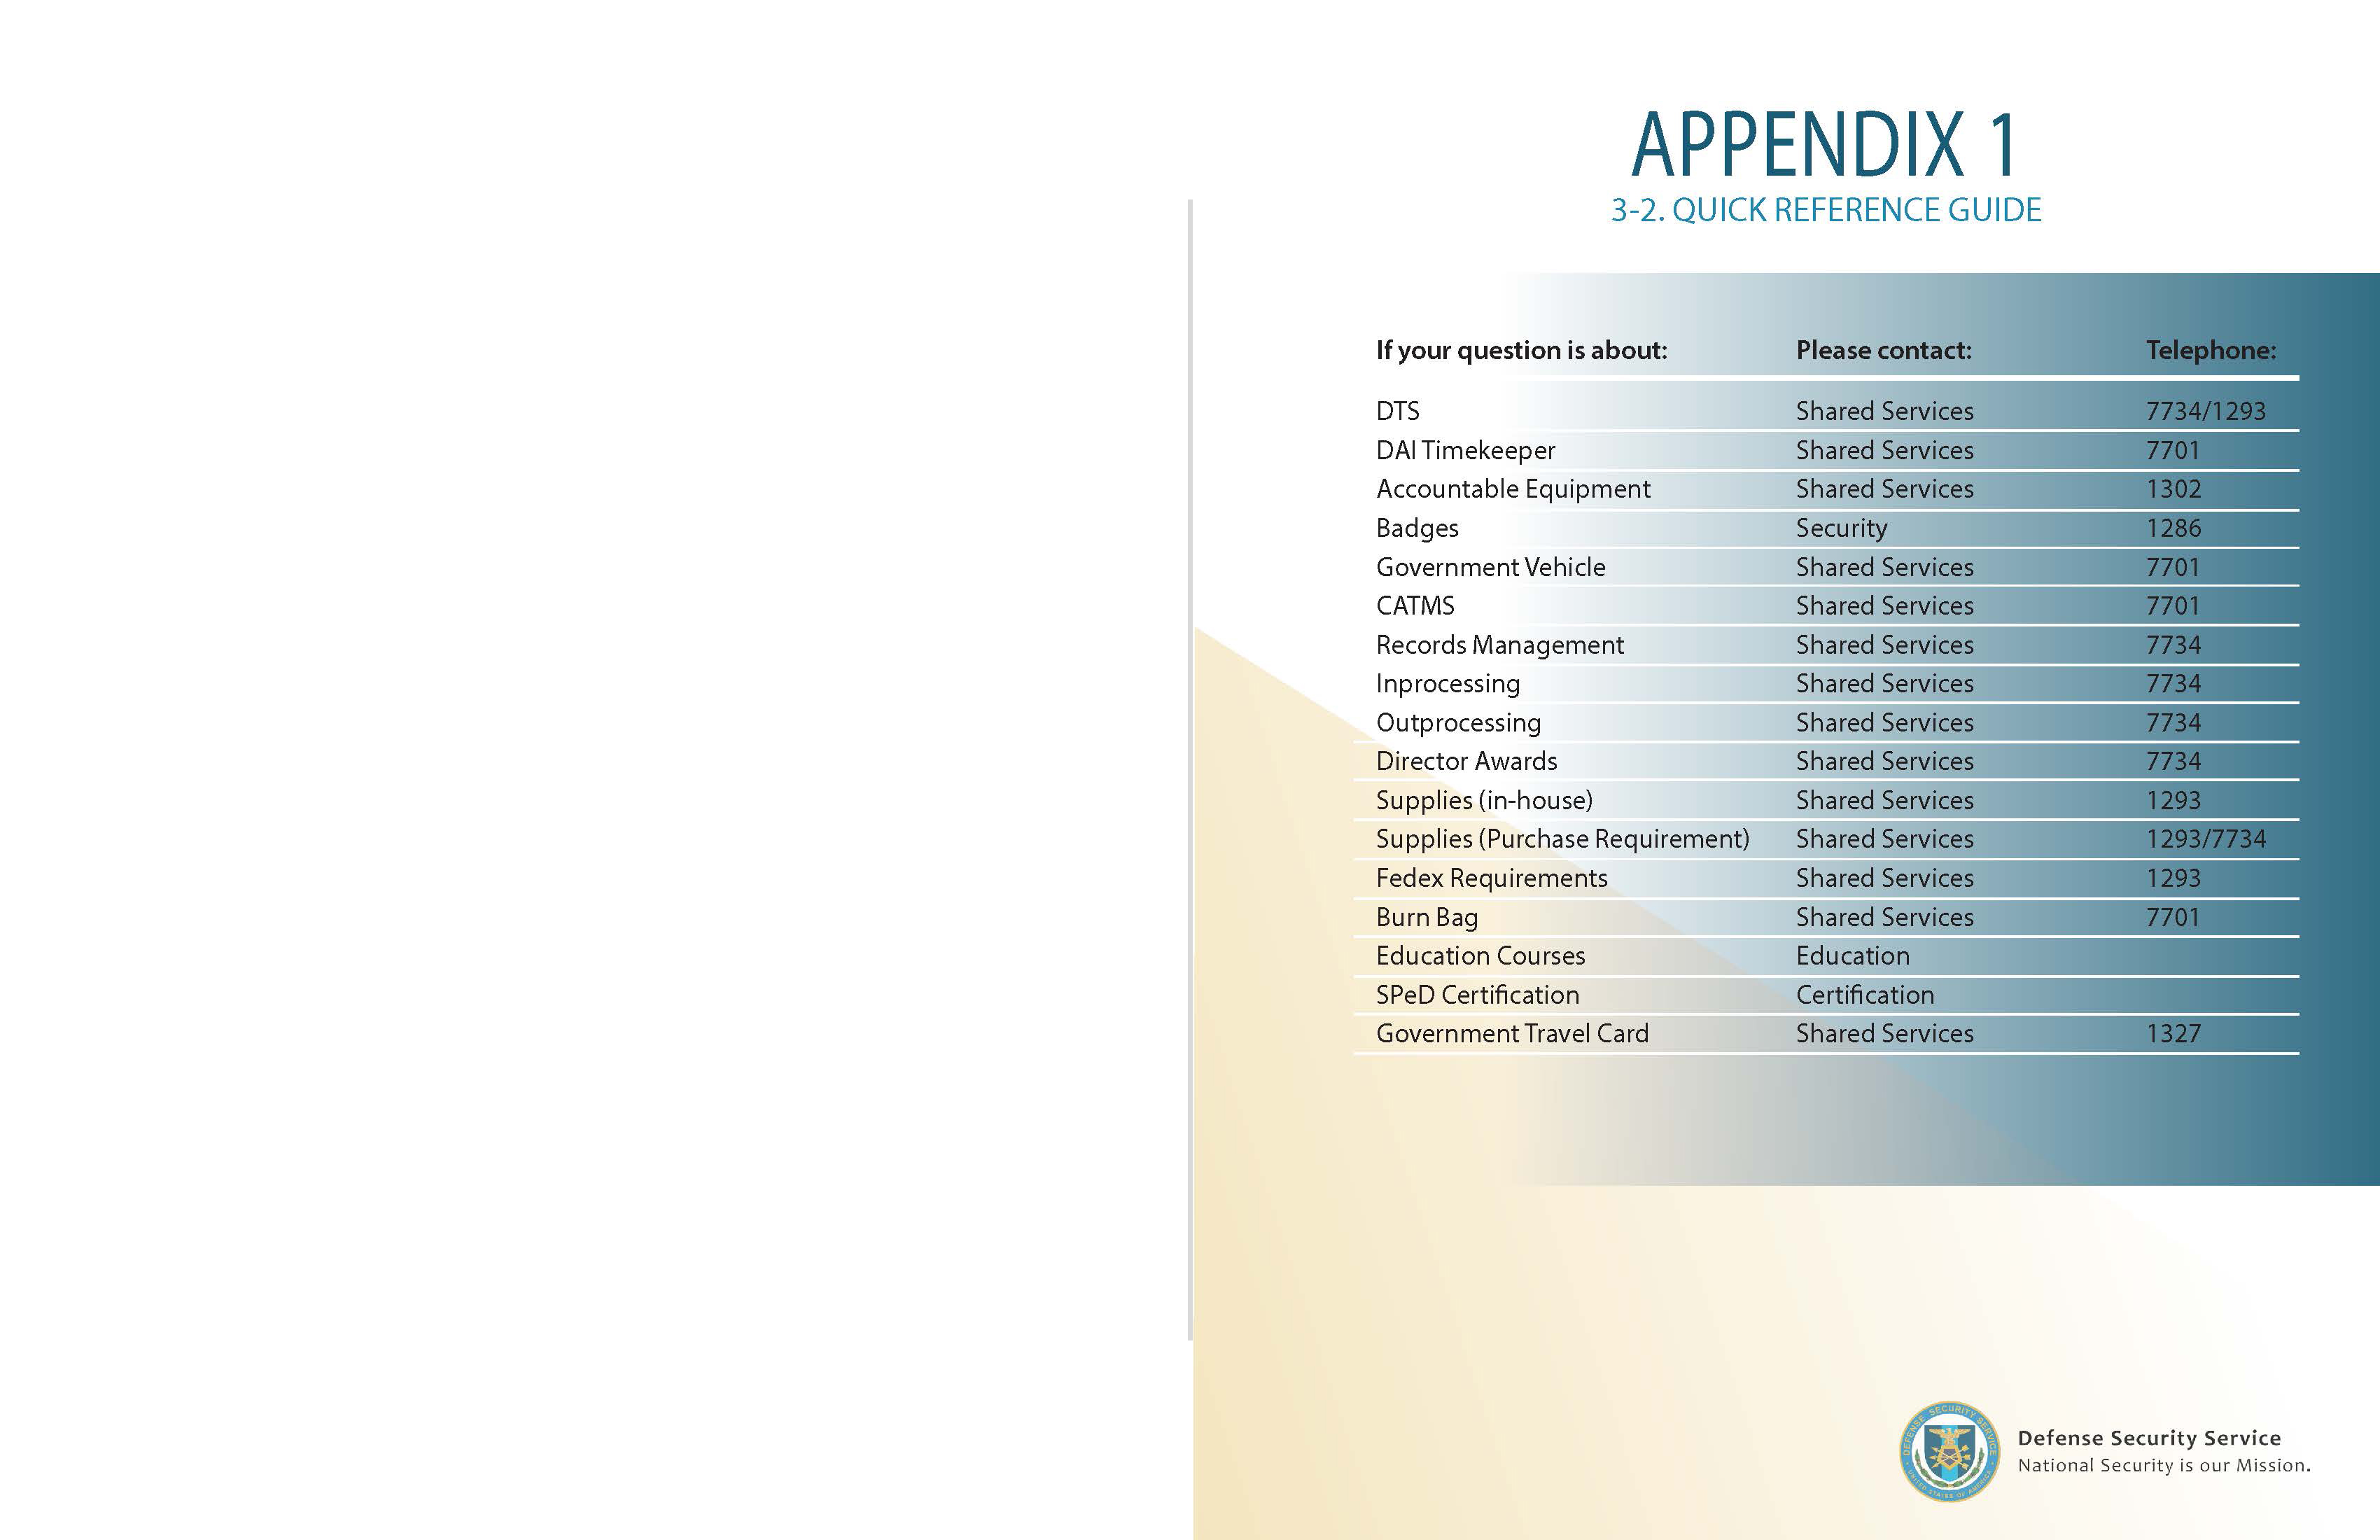 APPENDIX 1
3-2. QUICK REFERENCE GUIDE
If your question is about: Please contact: Telephone:
DTS Shared Services 7734/1293
DAI Timekeeper Shared Services 7701
Accountable Equipment Shared Services 1302
Badges Security 1286
Government Vehicle Shared Services 7701
CATMS Shared Services 7701
Records Management Shared Services 7734
Inprocessing Shared Services 7734
Outprocessing Shared Services 7734
Director Awards Shared Services 7734
Supplies (in-house) Shared Services 1293
Supplies (Purchase Requirement) Shared Services 1293/7734
Fedex Requirements Shared Services 1293
Burn Bag Shared Services 7701
Education Courses Education
SPeD Certification Certification
Government Travel Card Shared Services 1327
DEFENSE SECURITY SERVICE
UNITED STATES OF AMERICA
Defense Security Service
National Security is our Mission.